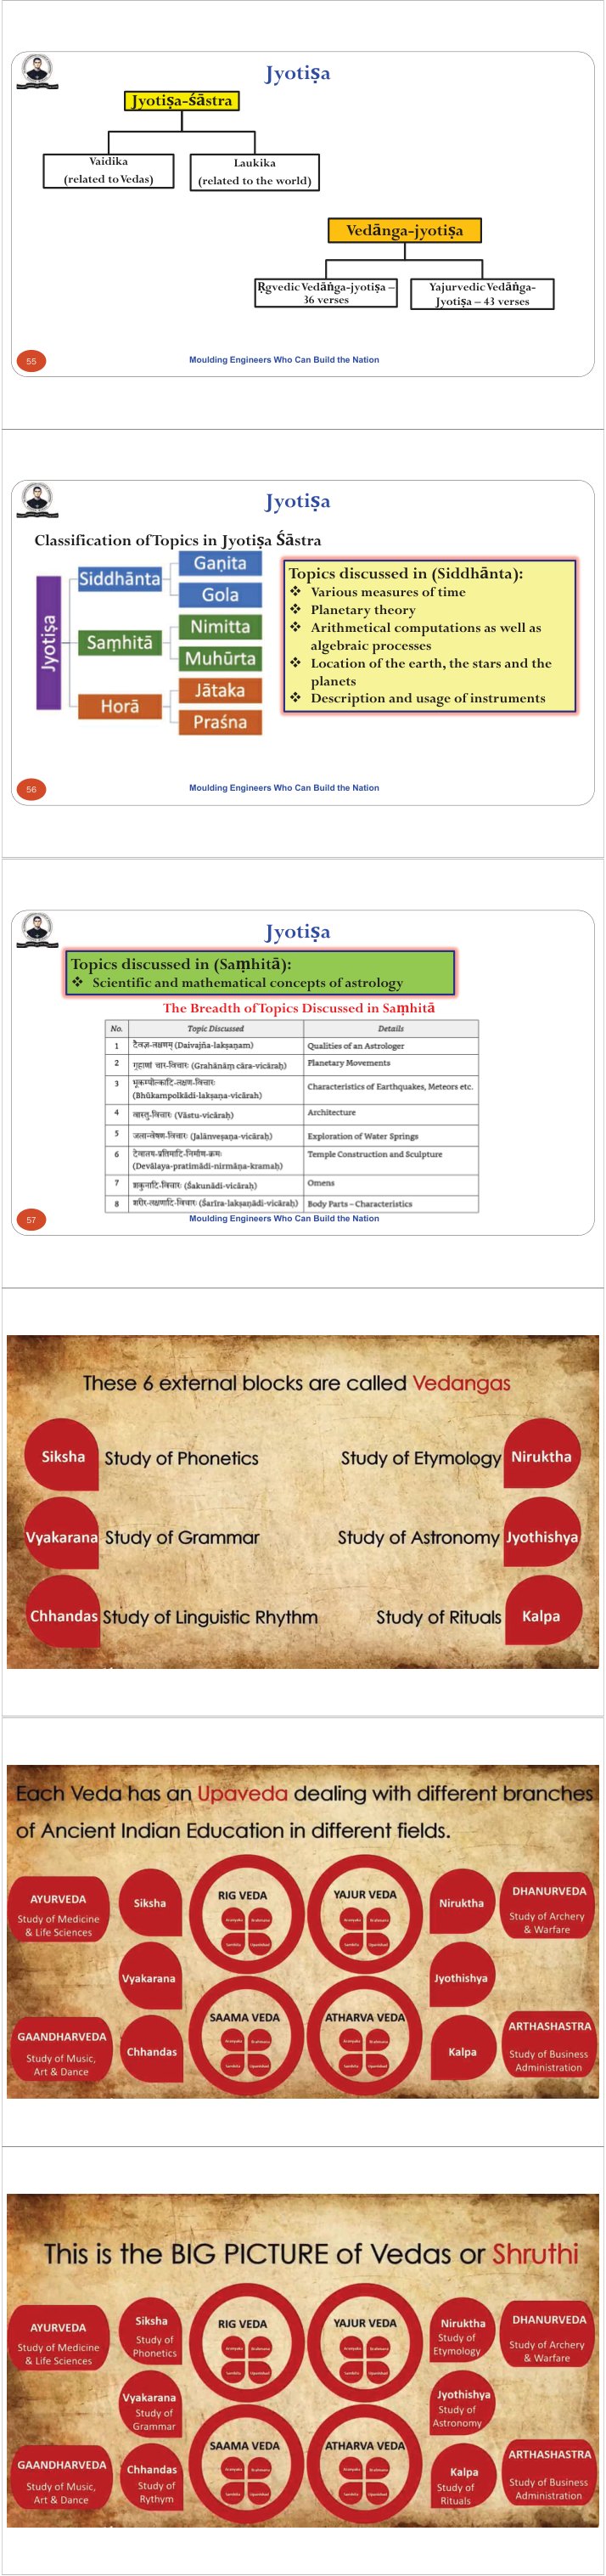 Jyotiṣa
Jyotiṣa-śāstra
Vaidika
(related to Vedas)
Laukika
(related to the world)
Vedānga-jyotiṣa
Ṛgvedic Vedāṅga-jyotiṣa –
36 verses
Yajurvedic Vedāṅga-
Jyotiṣa – 43 verses
55
Moulding Engineers Who Can Build the Nation
Jyotiṣa
Classification of Topics in Jyotiṣa Śāstra
Jyotiṣa
Siddhānta
Gaṇita
Gola
Saṃhitā
Nimitta
Muhūrta
Horā
Jātaka
Praśna
Topics discussed in (Siddhānta):
❖ Various measures of time
❖ Planetary theory
❖ Arithmetical computations as well as
algebraic processes
❖ Location of the earth, the stars and the
planets
❖ Description and usage of instruments
56
Moulding Engineers Who Can Build the Nation
Jyotiṣa
Topics discussed in (Saṃhitā):
❖ Scientific and mathematical concepts of astrology
The Breadth of Topics Discussed in Saṃhitā
No. Topic Discussed Details
1 दैवज्ञ-लक्षणम् (Daivajña-lakṣaṇam) Qualities of an Astrologer
2 ग्रहाणां चार-विचारः (Grahāṇāṃ cāra-vicāraḥ) Planetary Movements
3 (Bhūkampolkādi-lakṣaṇa-vicārah) Characteristics of Earthquakes, Meteors etc.
4 वास्तु-विचारः (Vāstu-vicāraḥ) Architecture
5 जलान्वेषण-विचारः (Jalānveṣaṇa-vicāraḥ) Exploration of Water Springs
6 देवालय-प्रतिमादि-निर्माण-क्रमः Temple Construction and Sculpture
(Devālaya-pratimādi-nirmāṇa-kramaḥ)
7 शकुनादि-विचारः (Śakunādi-vicāraḥ) Omens
8 शरीर-लक्षणादि-विचारः (Śarīra-lakṣaṇādi-vicāraḥ) Body Parts – Characteristics
57
Moulding Engineers Who Can Build the Nation
These 6 external blocks are called Vedangas
Siksha Study of Phonetics
Study of Etymology Niruktha
Vyakarana Study of Grammar
Study of Astronomy Jyothishya
Chhandas Study of Linguistic Rhythm
Study of Rituals Kalpa
Each Veda has an Upaveda dealing with different branches
of Ancient Indian Education in different fields.
AYURVEDA
Study of Medicine
& Life Sciences
Siksha
RIG VEDA
YAJUR VEDA
Niruktha
DHANURVEDA
Study of Archery
& Warfare
Vyakarana
Jyothishya
GAANDHARVEDA
Study of Music,
Art & Dance
Chhandas
SAAMA VEDA
ATHARVA VEDA
Kalpa
ARTHASHASTRA
Study of Business
Administration
This is the BIG PICTURE of Vedas or Shruthi
AYURVEDA
Study of Medicine
& Life Sciences
Siksha
Study of
Phonetics
RIG VEDA
YAJUR VEDA
Niruktha
Study of
Etymology
DHANURVEDA
Study of Archery
& Warfare
Vyakarana
Study of
Grammar
Jyothishya
Study of
Astronomy
GAANDHARVEDA
Study of Music,
Art & Dance
Chhandas
Study of
Rythym
SAAMA VEDA
ATHARVA VEDA
Kalpa
Study of
Rituals
ARTHASHASTRA
Study of Business
Administration